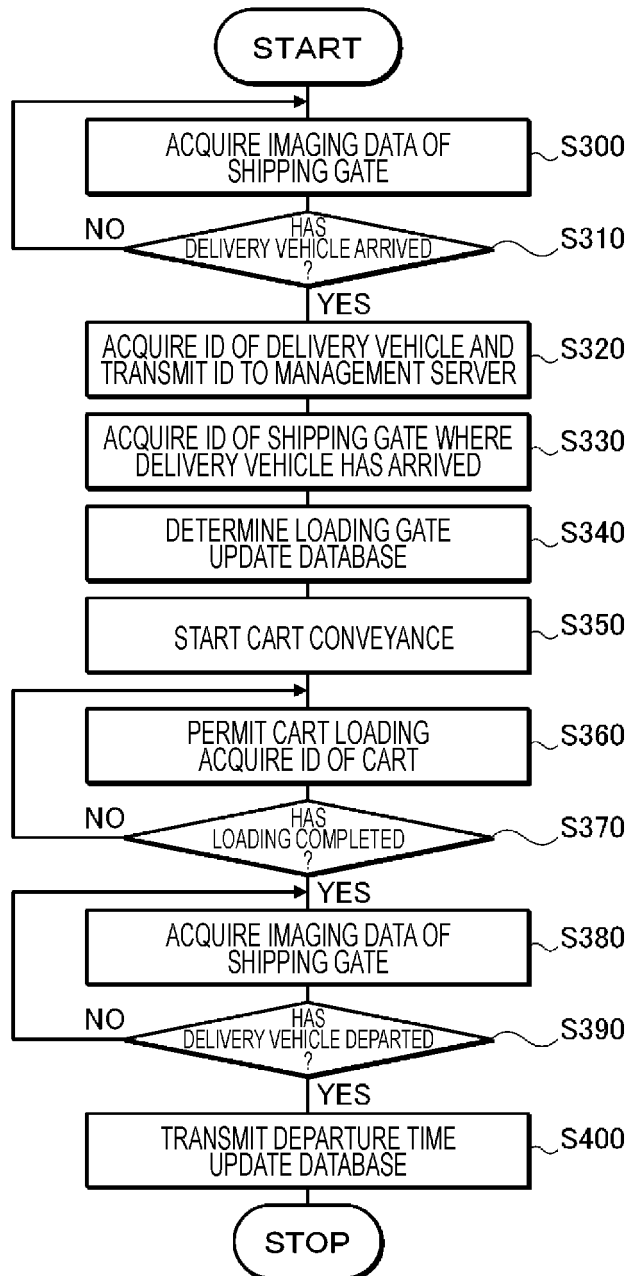 START
ACQUIRE IMAGING DATA OF
SHIPPING GATE
S300
HAS
DELIVERY VEHICLE ARRIVED
?
S310
NO
YES
ACQUIRE ID OF DELIVERY VEHICLE AND
TRANSMIT ID TO MANAGEMENT SERVER
S320
ACQUIRE ID OF SHIPPING GATE WHERE
DELIVERY VEHICLE HAS ARRIVED
S330
DETERMINE LOADING GATE
UPDATE DATABASE
S340
START CART CONVEYANCE
S350
PERMIT CART LOADING
ACQUIRE ID OF CART
S360
HAS
LOADING COMPLETED
?
S370
NO
YES
ACQUIRE IMAGING DATA OF
SHIPPING GATE
S380
HAS
DELIVERY VEHICLE DEPARTED
?
S390
NO
YES
TRANSMIT DEPARTURE TIME
UPDATE DATABASE
S400
STOP